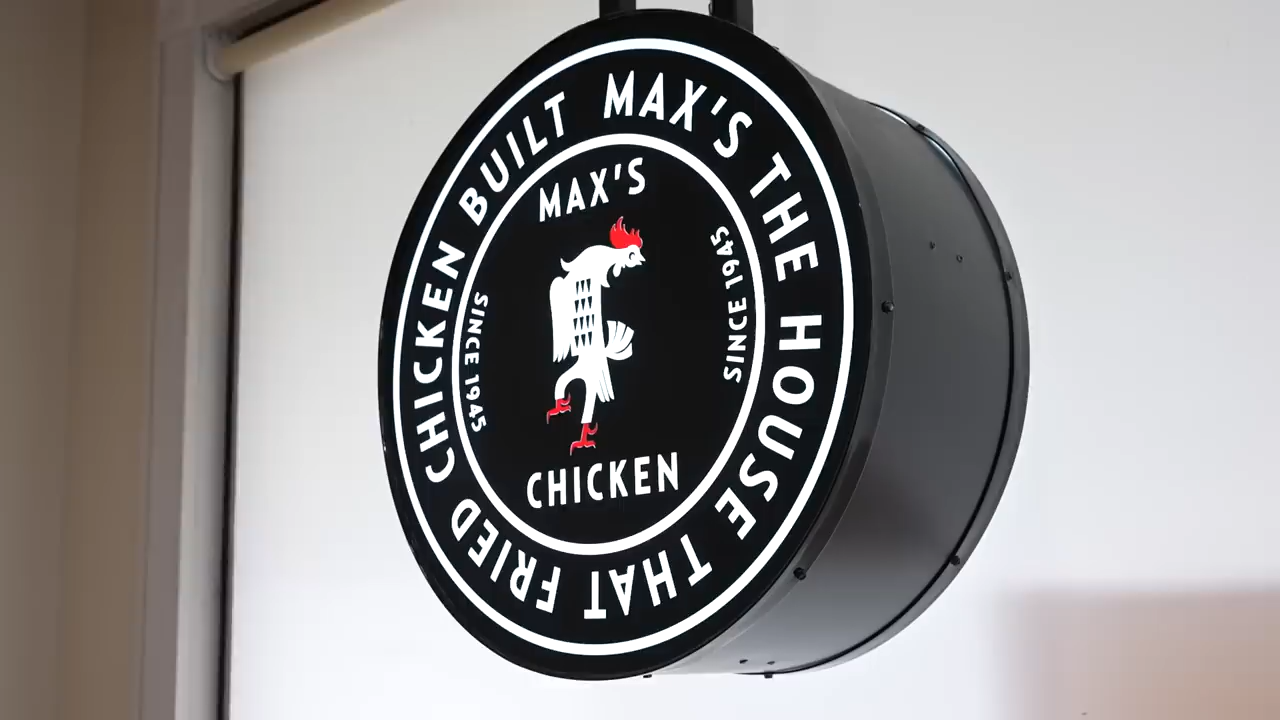 MAX'S THE HOUSE THAT FRIED CHICKEN BUILT
MAX'S
SINCE 1945
SINCE 1945
CHICKEN